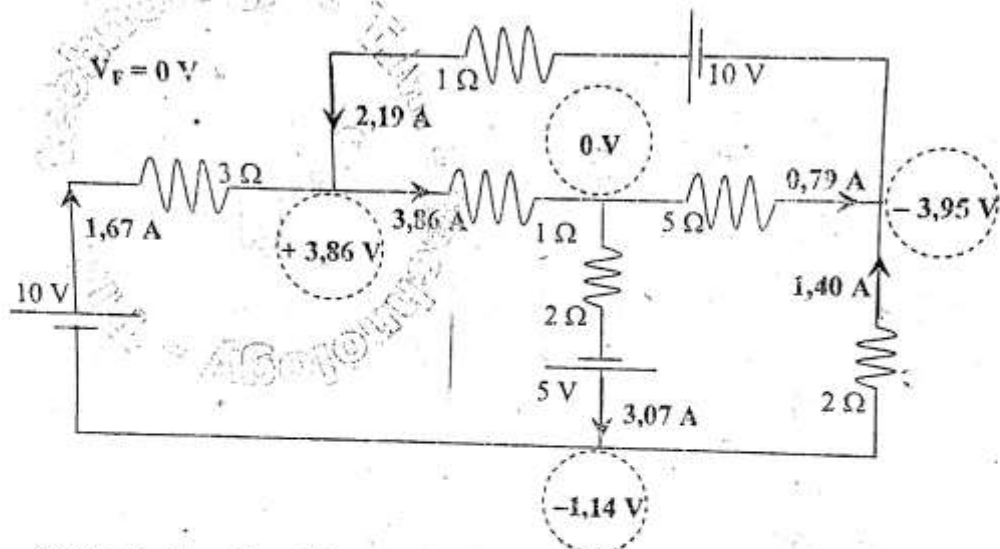 V_F = 0 V
1 Ω
10 V
2,19 A
0 V
3 Ω
0,79 A
1,67 A
3,86 A
1 Ω
5 Ω
– 3,95 V
+ 3,86 V
10 V
1,40 A
2 Ω
5 V
3,07 A
2 Ω
–1,14 V